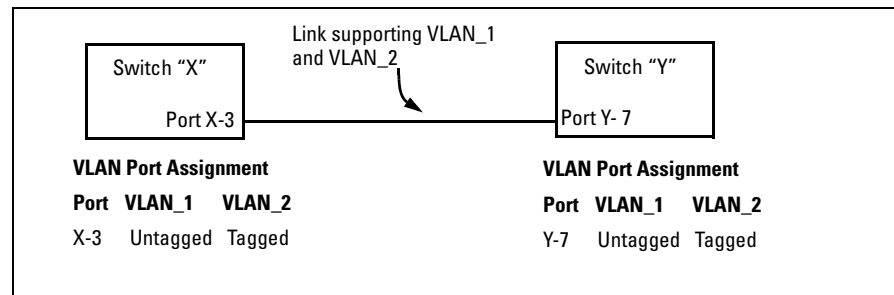 Link supporting VLAN_1
and VLAN_2
Switch “X”
Switch “Y”
Port X-3
Port Y- 7
VLAN Port Assignment
Port VLAN_1 VLAN_2
X-3 Untagged Tagged
VLAN Port Assignment
Port VLAN_1 VLAN_2
Y-7 Untagged Tagged